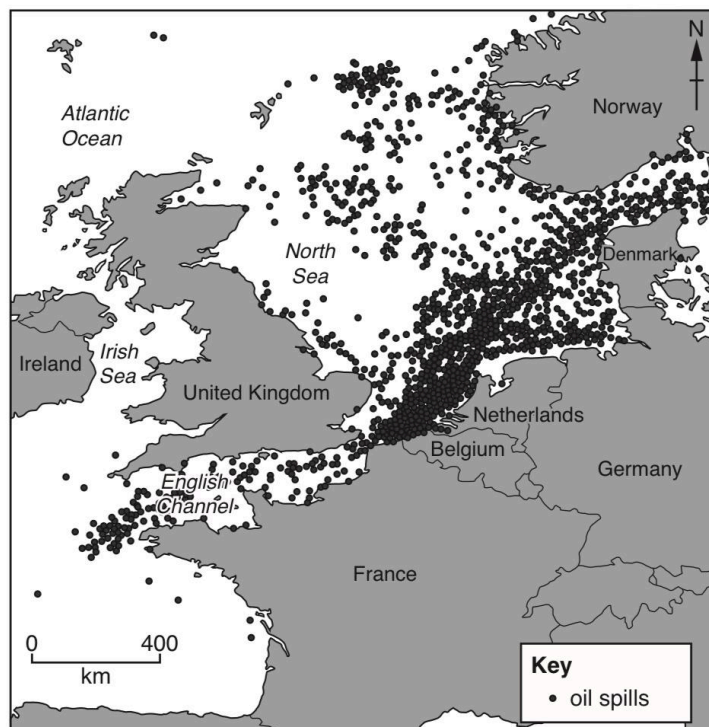 N
Norway
Atlantic
Ocean
North
Sea
Denmark
Ireland
Irish
Sea
United Kingdom
Netherlands
Belgium
English
Channel
Germany
France
0 400
km
Key
oil spills